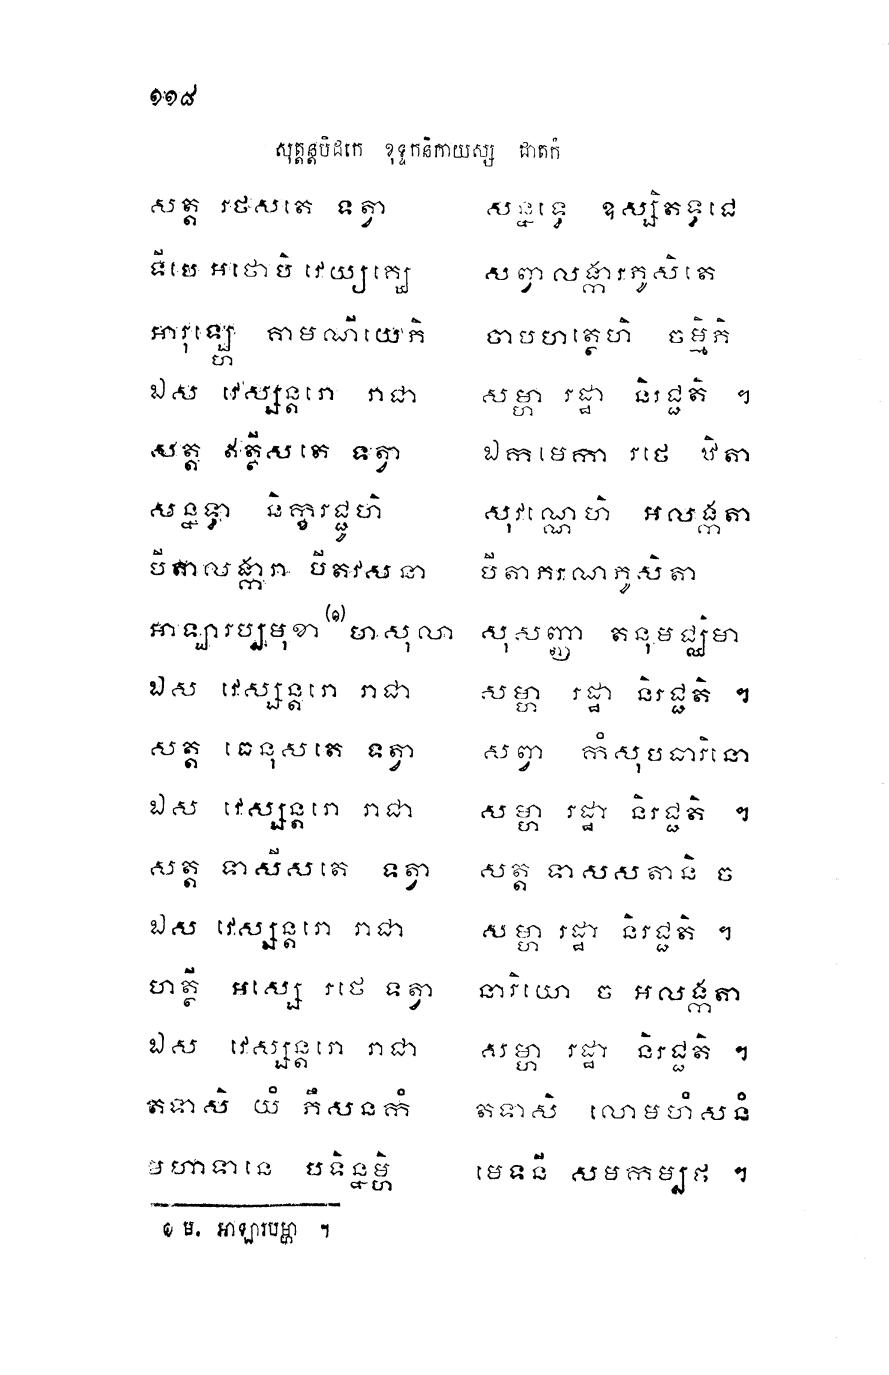 ១១៨
សុត្តន្តបិដកេ ខុទ្ទកនិកាយស្ស ជាតកំ
សត្ត រថសតេ ទត្វា សន្នទ្ធេ ឧស្សិតទ្ធជេ
ទីបេ អថោបិ វេយ្យគ្ឃេ សព្វាលង្ការភូសិតេ
អារុឡ្ហេ គាមណីយេភិ ចាបហត្ថេហិ ចម្មិភិ
ឯស វេស្សន្តរោ រាជា សម្ហា រដ្ឋា និរជ្ជតិ ។
សត្ត ឥត្ថីសតេ ទត្វា ឯកាមេកា រថេ ឋិតា
សន្នទ្ធា និក្ខរជ្ជូហិ សុវណ្ណេហិ អលង្កតា
បីតាលង្ការា បីតវសនា បីតាភរណភូសិតា
អាឡារប្បមុខា(១) ហសុលា សុសញ្ញា តនុមជ្ឈិមា
ឯស វេស្សន្តរោ រាជា សម្ហា រដ្ឋា និរជ្ជតិ ។
សត្ត ធេនុសតេ ទត្វា សព្វា កំសុបធារិនោ
ឯស វេស្សន្តរោ រាជា សម្ហា រដ្ឋា និរជ្ជតិ ។
សត្ត ទាសីសតេ ទត្វា សត្ត ទាសសតានិ ច
ឯស វេស្សន្តរោ រាជា សម្ហា រដ្ឋា និរជ្ជតិ ។
ហត្ថី អស្សេ រថេ ទត្វា នារិយោ ច អលង្កតា
ឯស វេស្សន្តរោ រាជា សម្ហា រដ្ឋា និរជ្ជតិ ។
តទាសិ យំ ភឹសនកំ តទាសិ លោមហំសនំ
មហាទានេ បទិន្នម្ហិ មេទនី សមកម្បថ ។
១ ម. អាឡារបម្ហា ។